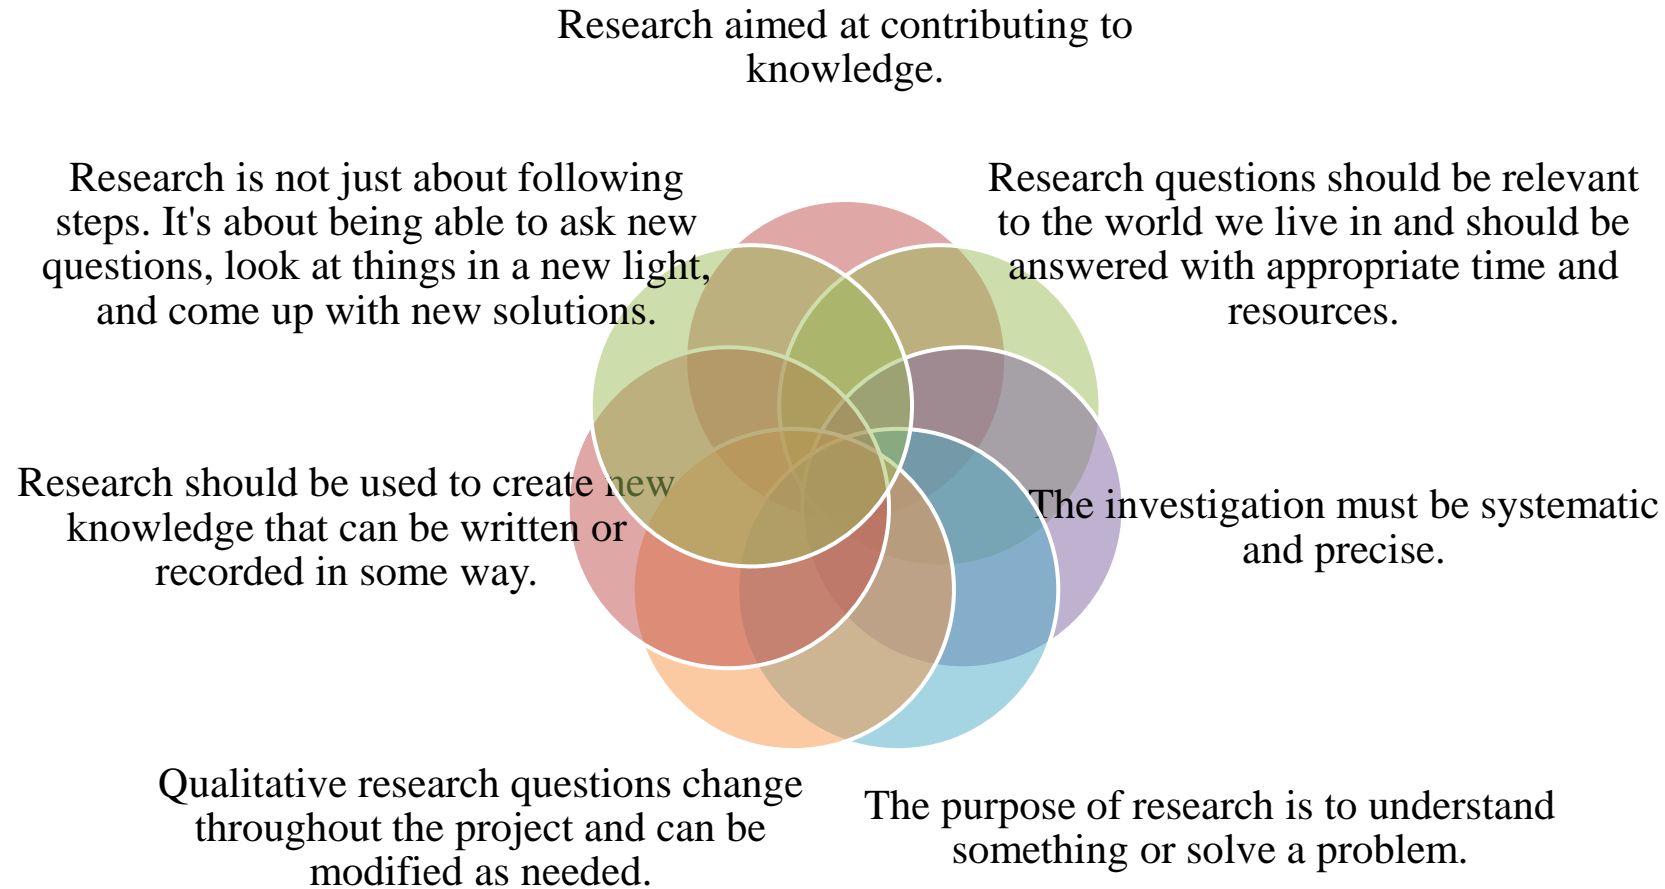 Research aimed at contributing to
knowledge.
Research is not just about following
steps. It's about being able to ask new
questions, look at things in a new light,
and come up with new solutions.
Research questions should be relevant
to the world we live in and should be
answered with appropriate time and
resources.
Research should be used to create new
knowledge that can be written or
recorded in some way.
The investigation must be systematic
and precise.
Qualitative research questions change
throughout the project and can be
modified as needed.
The purpose of research is to understand
something or solve a problem.